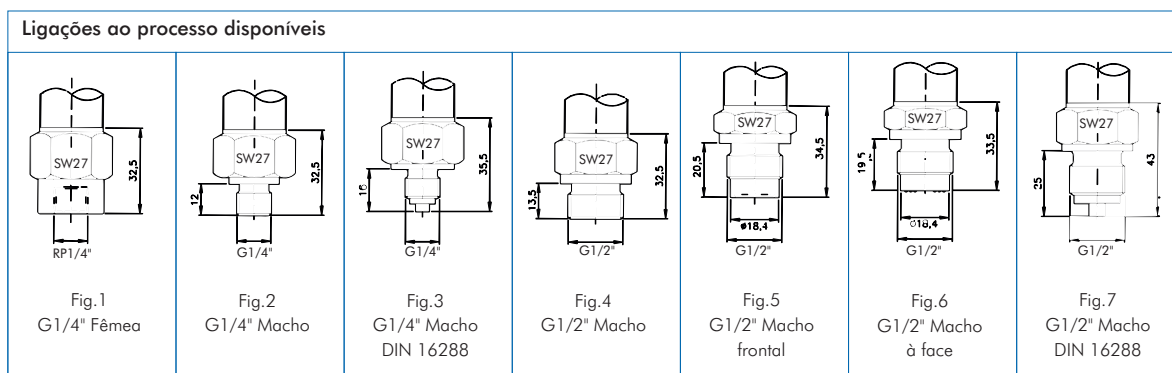 Ligações ao processo disponíveis
SW27
32,5
RP1/4"
Fig.1
G1/4" Fêmea
SW27
12
32,5
G1/4"
Fig.2
G1/4" Macho
SW27
16
35,5
G1/4"
Fig.3
G1/4" Macho
DIN 16288
SW27
13,5
32,5
G1/2"
Fig.4
G1/2" Macho
SW27
20,5
34,5
ø18,4
G1/2"
Fig.5
G1/2" Macho
frontal
SW27
19,5
33,5
ø18,4
G1/2"
Fig.6
G1/2" Macho
à face
SW27
25
43
G1/2"
Fig.7
G1/2" Macho
DIN 16288